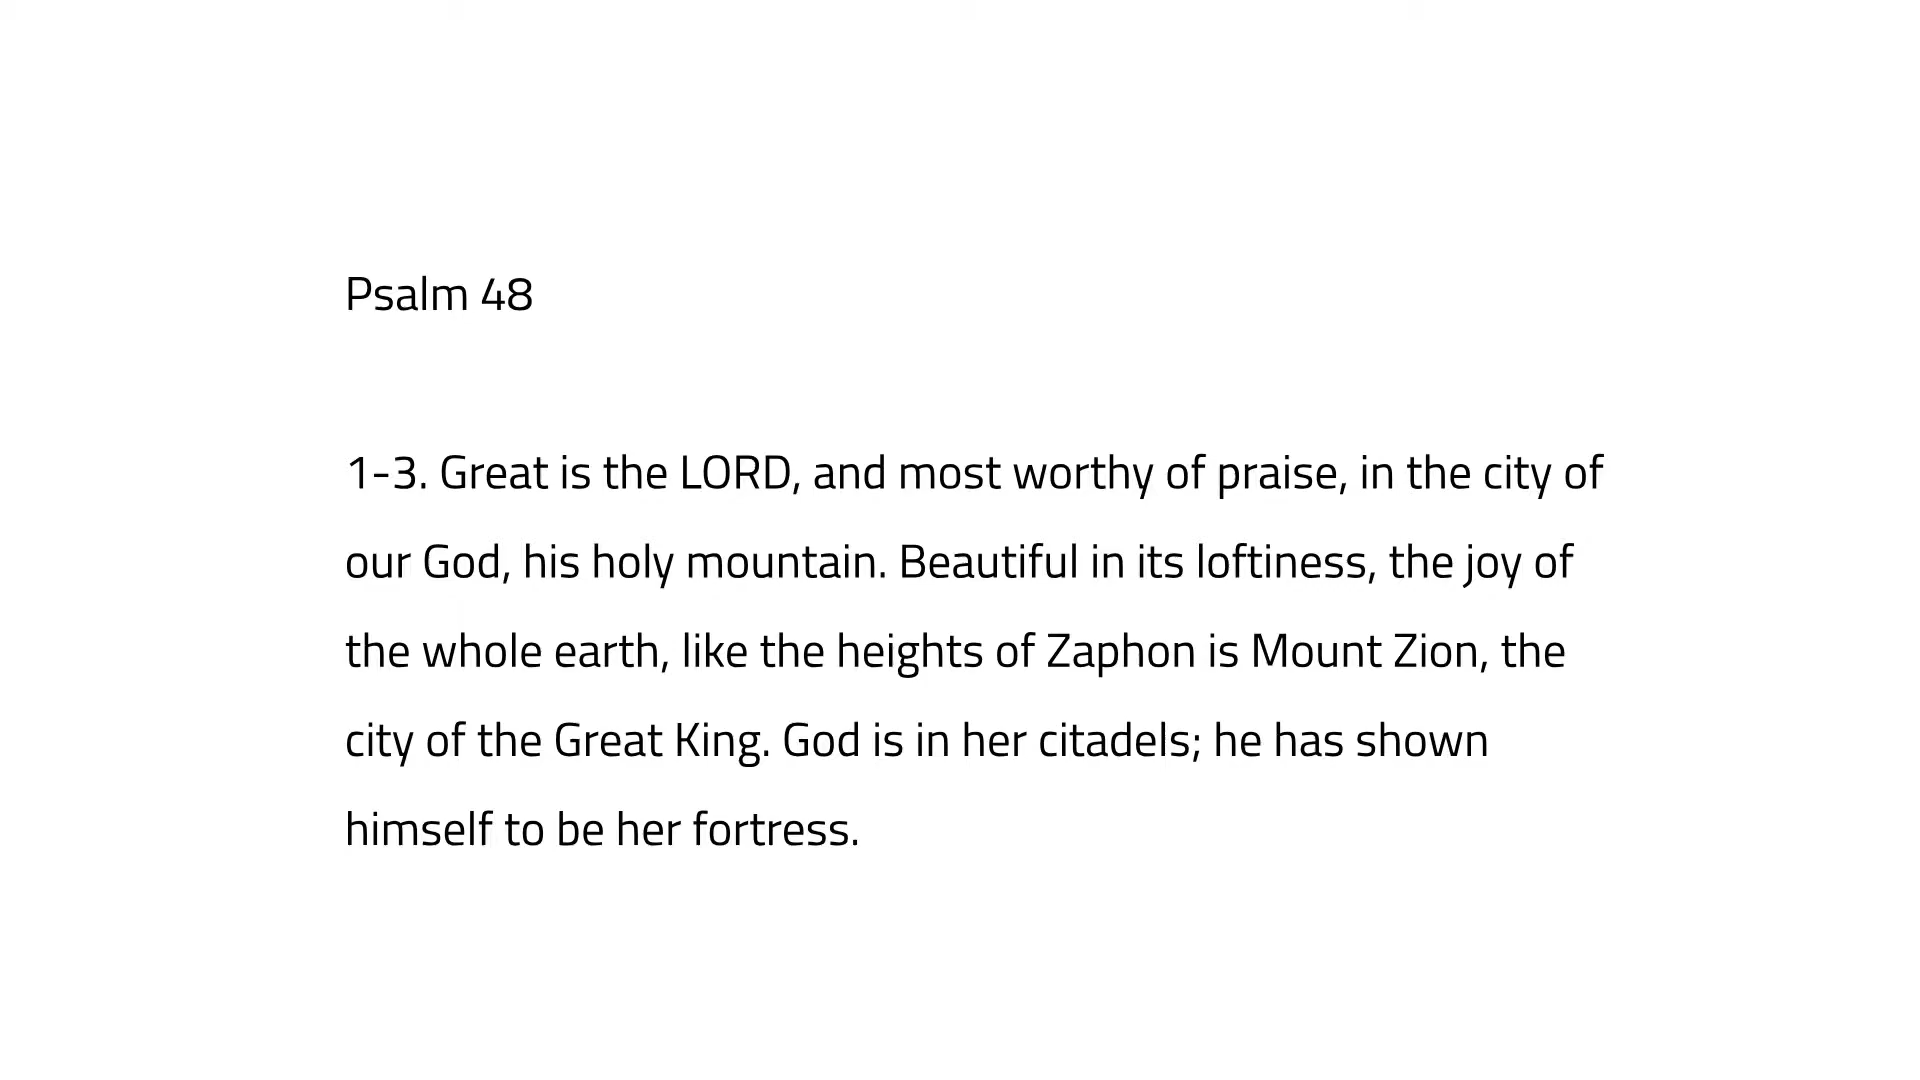 Psalm 48
1-3. Great is the LORD, and most worthy of praise, in the city of
our God, his holy mountain. Beautiful in its loftiness, the joy of
the whole earth, like the heights of Zaphon is Mount Zion, the
city of the Great King. God is in her citadels; he has shown
himself to be her fortress.